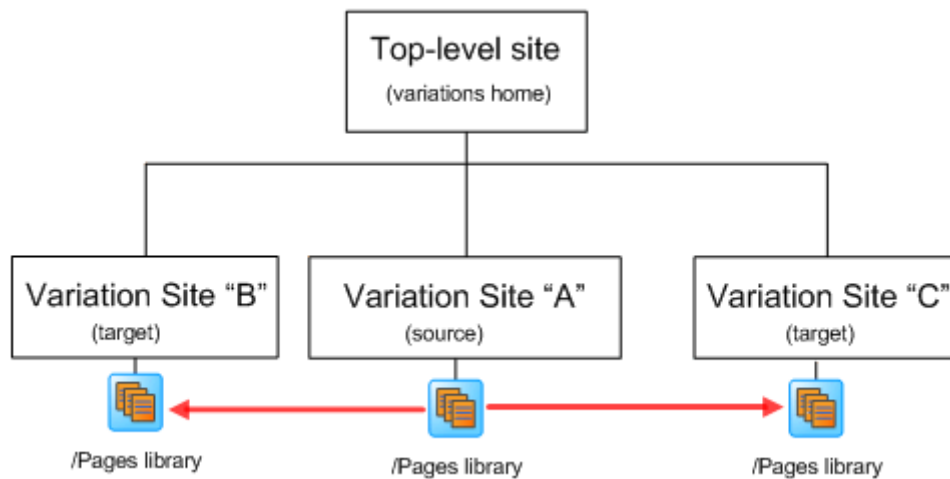 Top-level site
(variations home)
Variation Site “B”
(target)
Variation Site “A”
(source)
Variation Site “C”
(target)
/Pages library
/Pages library
/Pages library